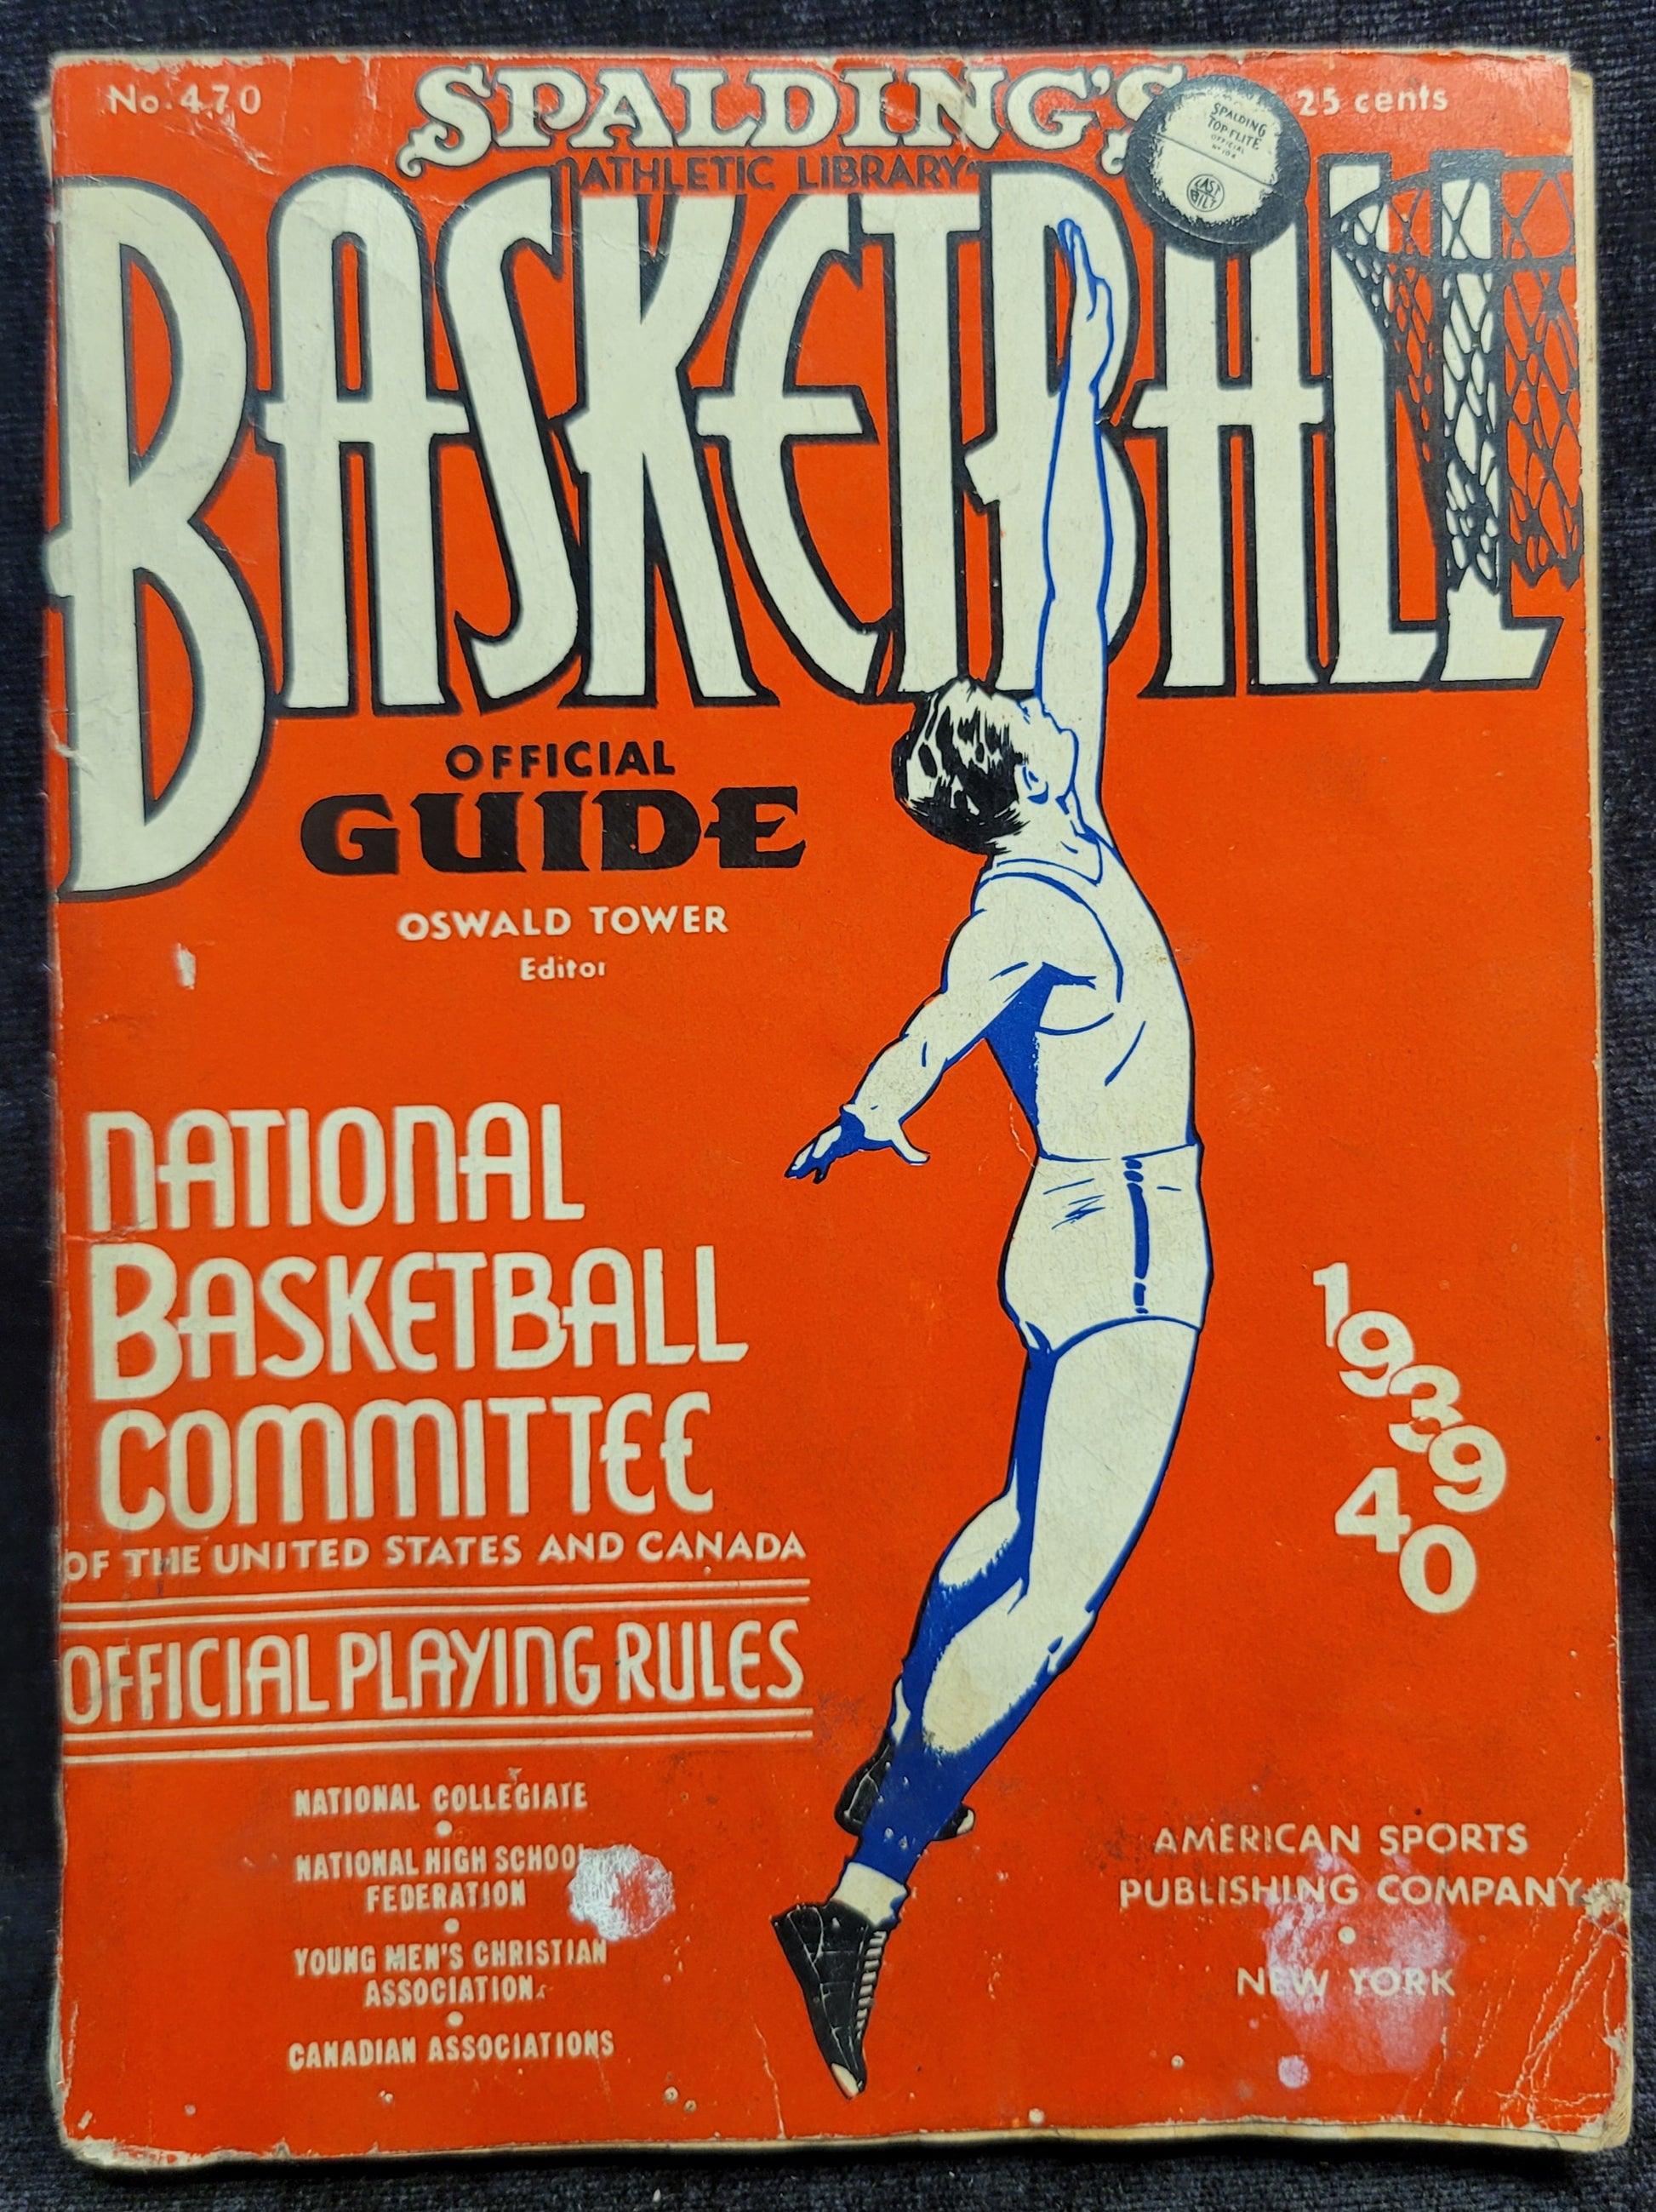 No. 470
SPALDING'S
25 cents
ATHLETIC LIBRARY
SPALDING
TOP-FLITE
OFFICIAL
LAST
BILT
BASKETBALL
OFFICIAL
GUIDE
OSWALD TOWER
Editor
NATIONAL
BASKETBALL
COMMITTEE
OF THE UNITED STATES AND CANADA
OFFICIAL PLAYING RULES
1939
40
NATIONAL COLLEGIATE
NATIONAL HIGH SCHOOL
FEDERATION
YOUNG MEN'S CHRISTIAN
ASSOCIATION
CANADIAN ASSOCIATIONS
AMERICAN SPORTS
PUBLISHING COMPANY
NEW YORK